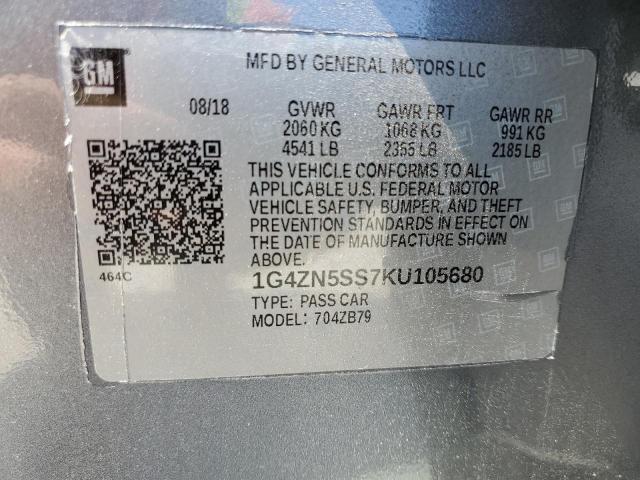 GM
MFD BY GENERAL MOTORS LLC
08/18 GVWR GAWR FRT GAWR RR
2060 KG 1068 KG 991 KG
4541 LB 2355 LB 2185 LB
THIS VEHICLE CONFORMS TO ALL
APPLICABLE U.S. FEDERAL MOTOR
VEHICLE SAFETY, BUMPER, AND THEFT
PREVENTION STANDARDS IN EFFECT ON
THE DATE OF MANUFACTURE SHOWN
ABOVE.
464C
1G4ZN5SS7KU105680
TYPE: PASS CAR
MODEL: 704ZB79